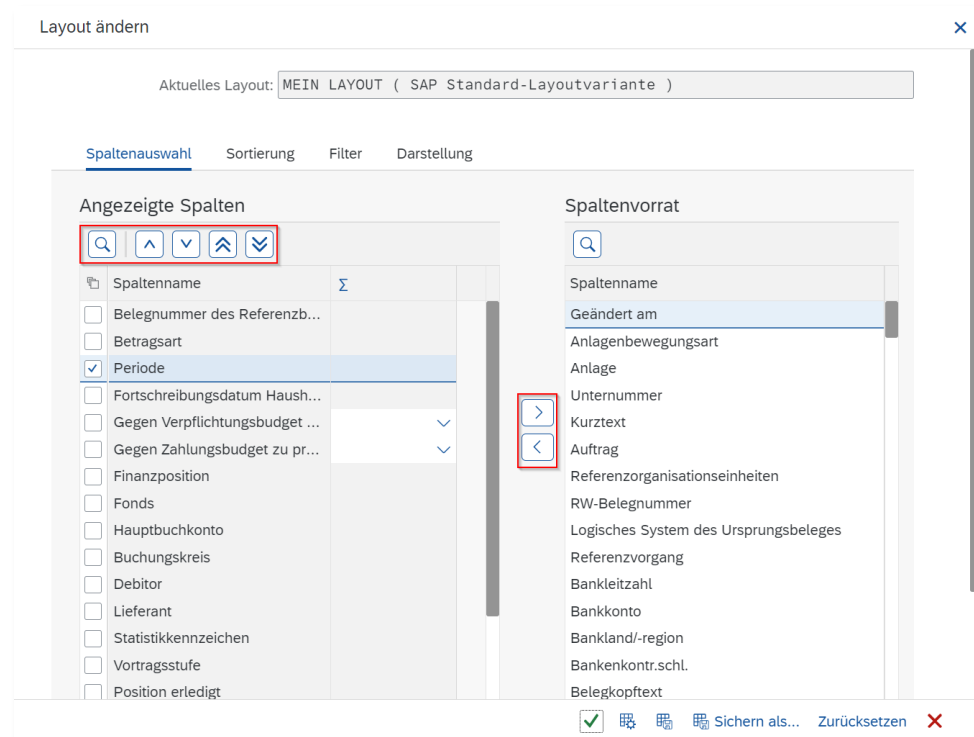 Layout ändern
Aktuelles Layout: MEIN LAYOUT ( SAP Standard-Layoutvariante )
Spaltenauswahl Sortierung Filter Darstellung
Angezeigte Spalten
Spaltenname Σ
Belegnummer des Referenzb...
Betragsart
Periode
Fortschreibungsdatum Haush...
Gegen Verpflichtungsbudget ...
Gegen Zahlungsbudget zu pr...
Finanzposition
Fonds
Hauptbuchkonto
Buchungskreis
Debitor
Lieferant
Statistikkennzeichen
Vortragsstufe
Position erledigt
Spaltenvorrat
Spaltenname
Geändert am
Anlagenbewegungsart
Anlage
Unternummer
Kurztext
Auftrag
Referenzorganisationseinheiten
RW-Belegnummer
Logisches System des Ursprungsbeleges
Referenzvorgang
Bankleitzahl
Bankkonto
Bankland/-region
Bankenkontr.schl.
Belegkopftext
Sichern als... Zurücksetzen